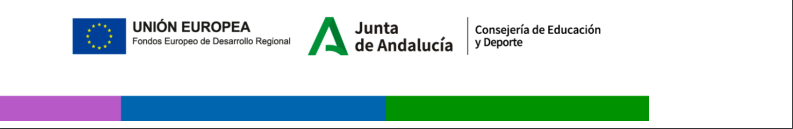 UNIÓN EUROPEA
Fondos Europeo de Desarrollo Regional
Junta
de Andalucía
Consejería de Educación
y Deporte